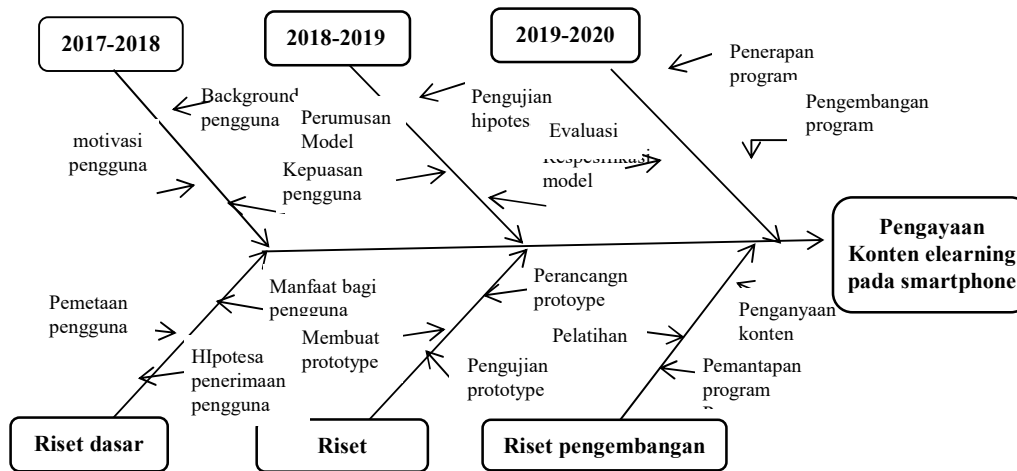 2017-2018
2018-2019
2019-2020
Background
pengguna
motivasi
pengguna
Kepuasan
pengguna
Perumusan
Model
Pengujian
hipotes
Evaluasi
Respesifikasi
model
Penerapan
program
Pengembangan
program
Pengayaan
Konten elearning
pada smartphone
Pemetaan
pengguna
Manfaat bagi
pengguna
HIpotesa
penerimaan
pengguna
Membuat
prototype
Perancangn
protoype
Pengujian
prototype
Pelatihan
Penganyaan
konten
Pemantapan
program
Riset dasar
Riset
Riset pengembangan